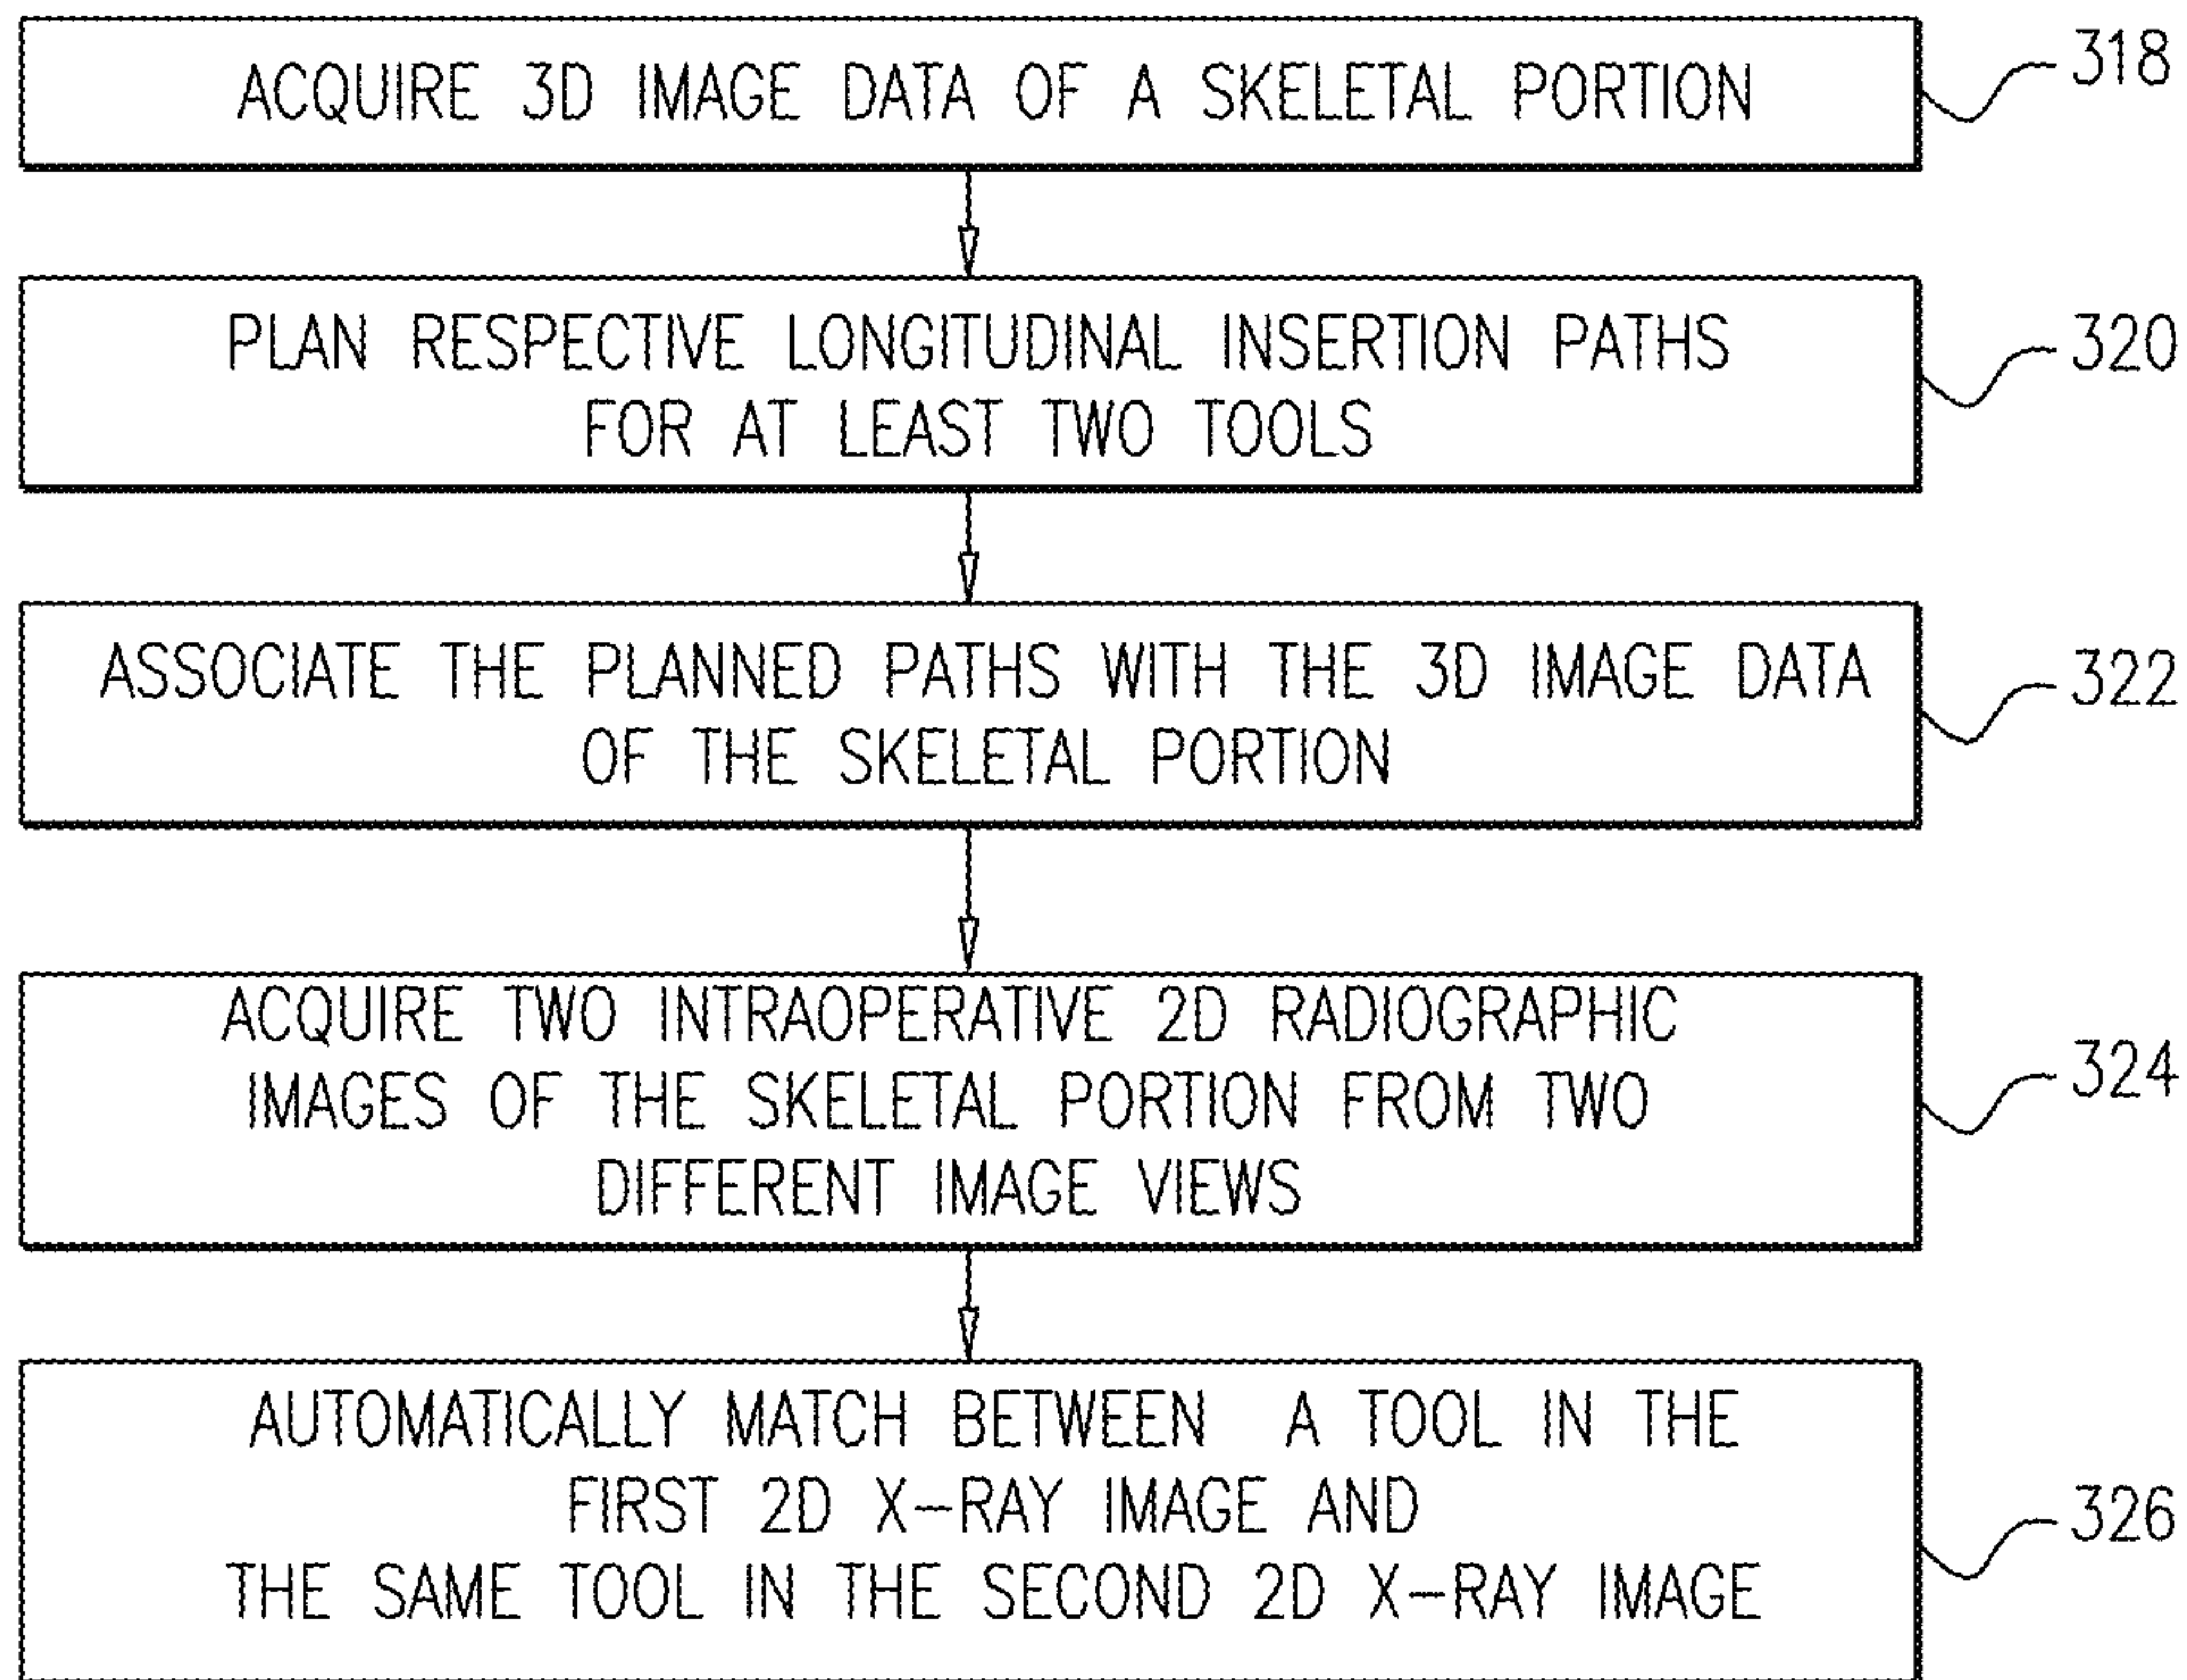 ACQUIRE 3D IMAGE DATA OF A SKELETAL PORTION
318
PLAN RESPECTIVE LONGITUDINAL INSERTION PATHS
FOR AT LEAST TWO TOOLS
320
ASSOCIATE THE PLANNED PATHS WITH THE 3D IMAGE DATA
OF THE SKELETAL PORTION
322
ACQUIRE TWO INTRAOPERATIVE 2D RADIOGRAPHIC
IMAGES OF THE SKELETAL PORTION FROM TWO
DIFFERENT IMAGE VIEWS
324
AUTOMATICALLY MATCH BETWEEN A TOOL IN THE
FIRST 2D X-RAY IMAGE AND
THE SAME TOOL IN THE SECOND 2D X-RAY IMAGE
326